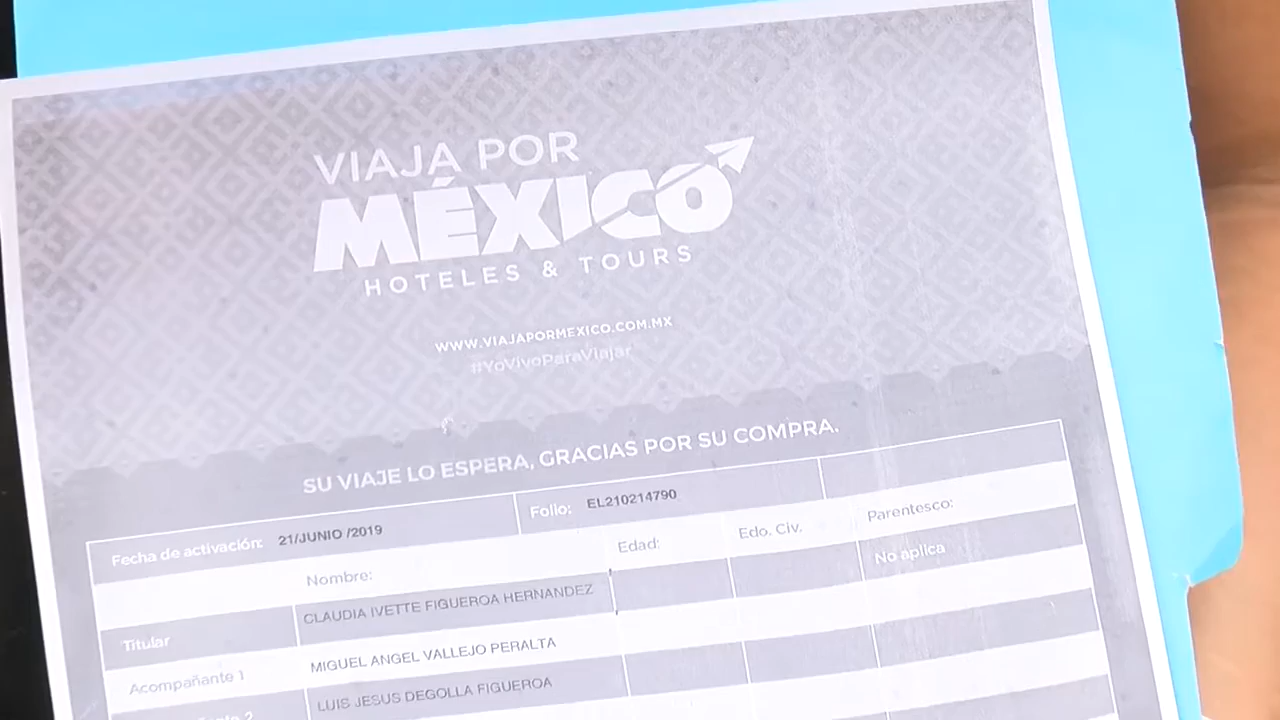 VIAJA POR
MÉXICO
HOTELES & TOURS
WWW.VIAJAPORMEXICO.COM.MX
#YoVivoParaViajar
SU VIAJE LO ESPERA, GRACIAS POR SU COMPRA.
Fecha de activación: 21/JUNIO /2019 Folio: EL210214790
Nombre: Edad: Edo. Civ. Parentesco:
Titular CLAUDIA IVETTE FIGUEROA HERNANDEZ No aplica
Acompañante 1 MIGUEL ANGEL VALLEJO PERALTA
2 LUIS JESUS DEGOLLA FIGUEROA